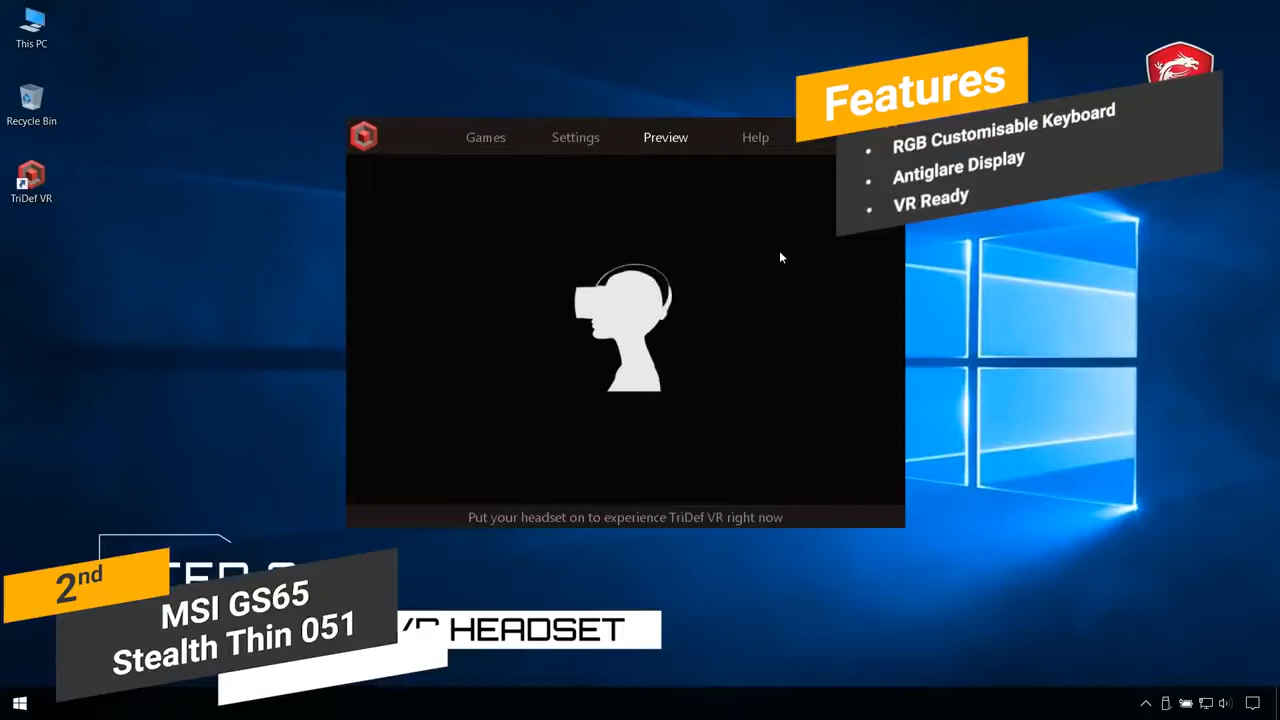 This PC
Recycle Bin
TriDef VR
Games Settings Preview Help
Features
• RGB Customisable Keyboard
• Antiglare Display
• VR Ready
Put your headset on to experience TriDef VR right now
2nd
MSI GS65
Stealth Thin 051
VR HEADSET